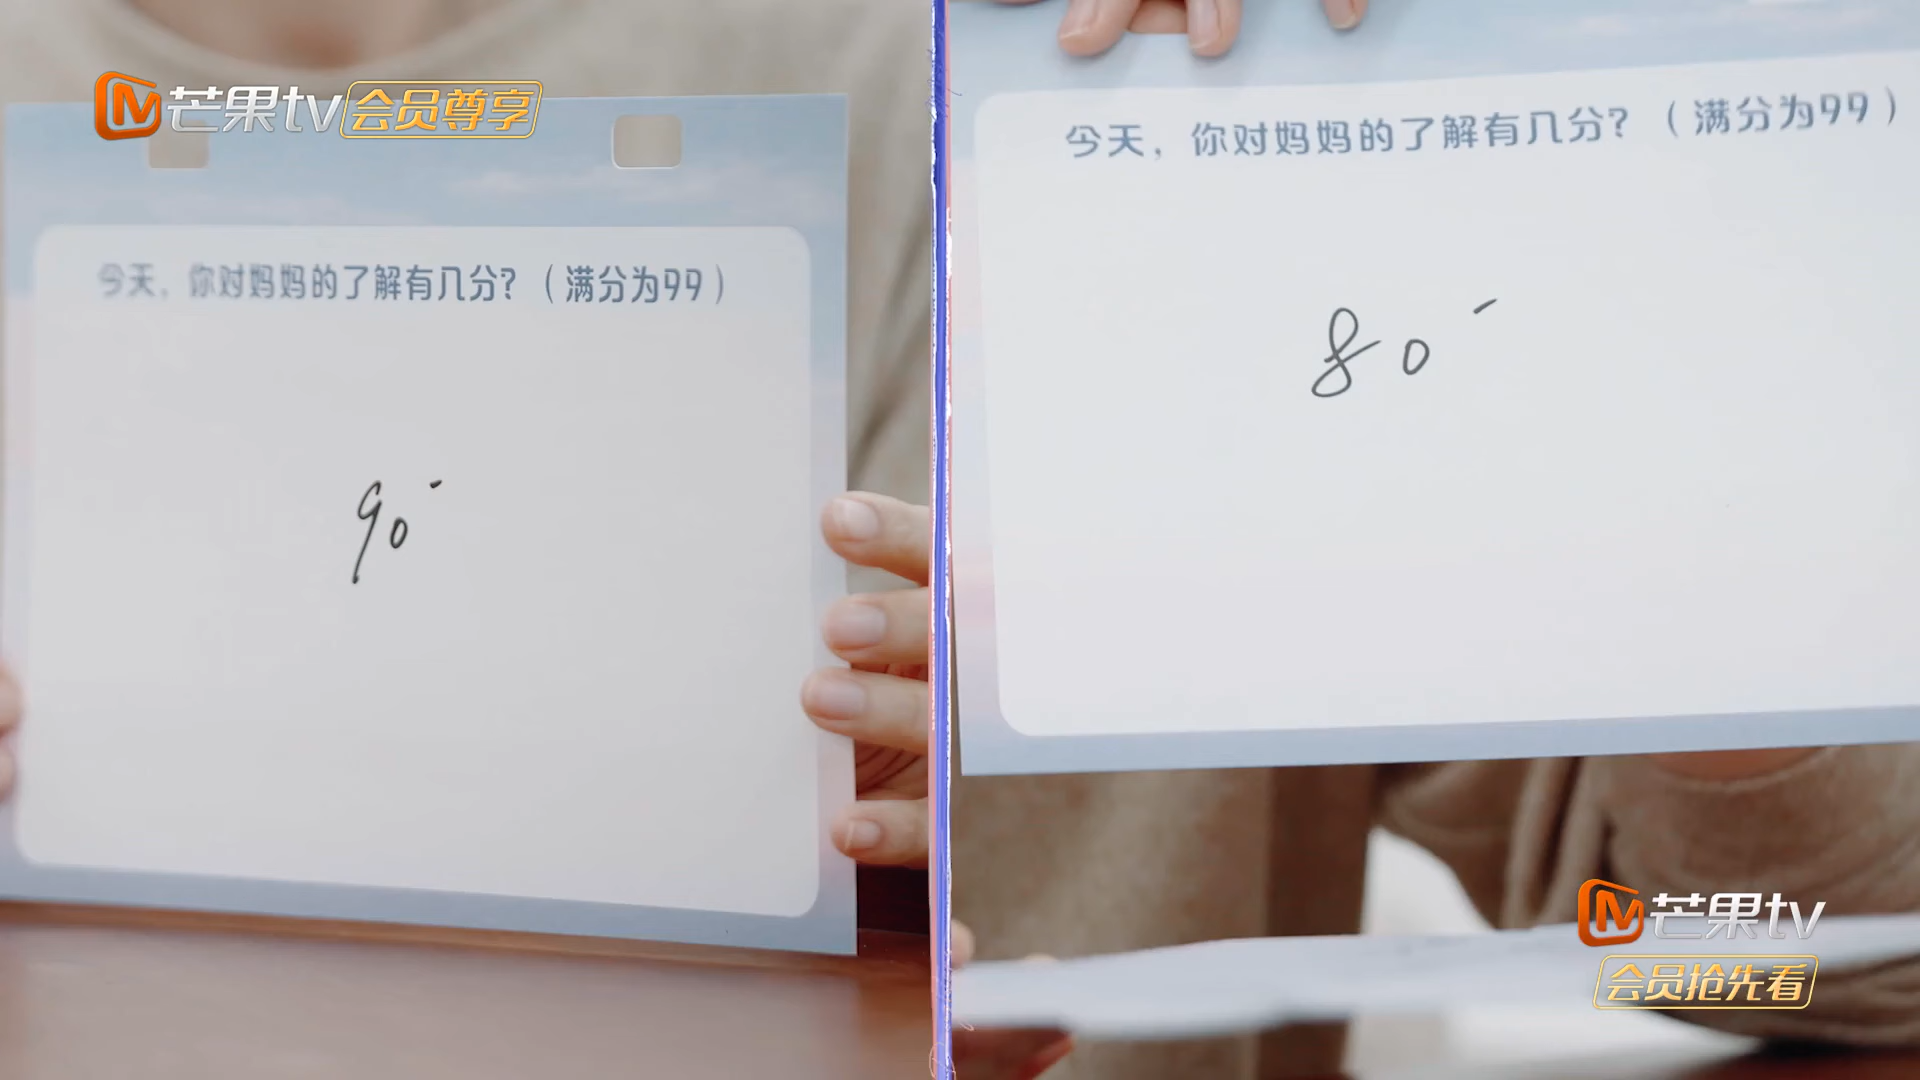 芒果tv会员尊享
今天，你对妈妈的了解有几分?（满分为99）
90-
今天，你对妈妈的了解有几分?（满分为99）
80-
芒果tv
会员抢先看